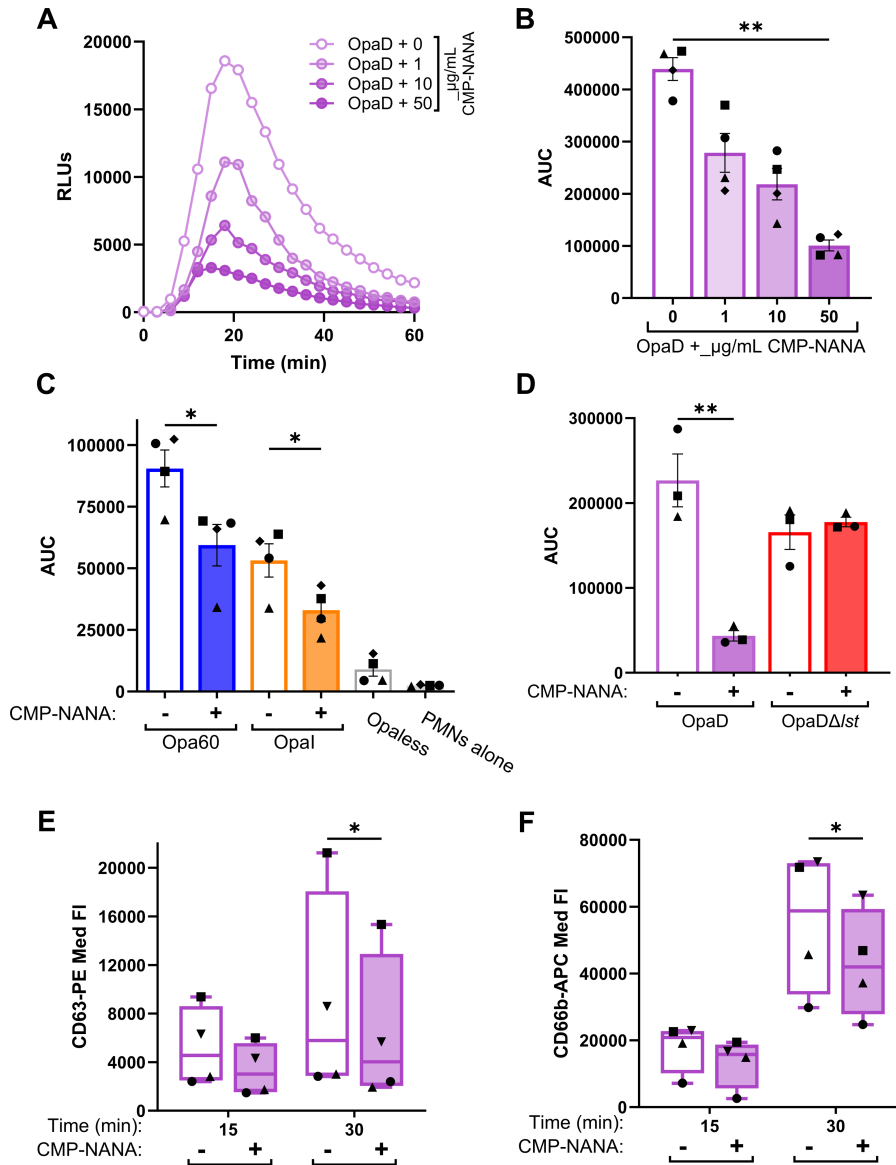 A
20000
15000
10000
5000
0
RLUs
0
20
40
60
Time (min)
OpaD + 0
OpaD + 1
OpaD + 10
OpaD + 50
_µg/mL
CMP-NANA
B
**
500000
400000
300000
200000
100000
0
AUC
0
1
10
50
OpaD +_µg/mL CMP-NANA
C
*
*
100000
75000
50000
25000
0
AUC
CMP-NANA: - + - +
Opa60
OpaI
Opaless
PMNs alone
D
**
300000
200000
100000
0
AUC
CMP-NANA: - + - +
OpaD
OpaDΔlst
E
*
20000
16000
12000
8000
4000
0
CD63-PE Med FI
Time (min): 15 30
CMP-NANA: - + - +
F
*
80000
60000
40000
20000
0
CD66b-APC Med FI
Time (min): 15 30
CMP-NANA: - + - +